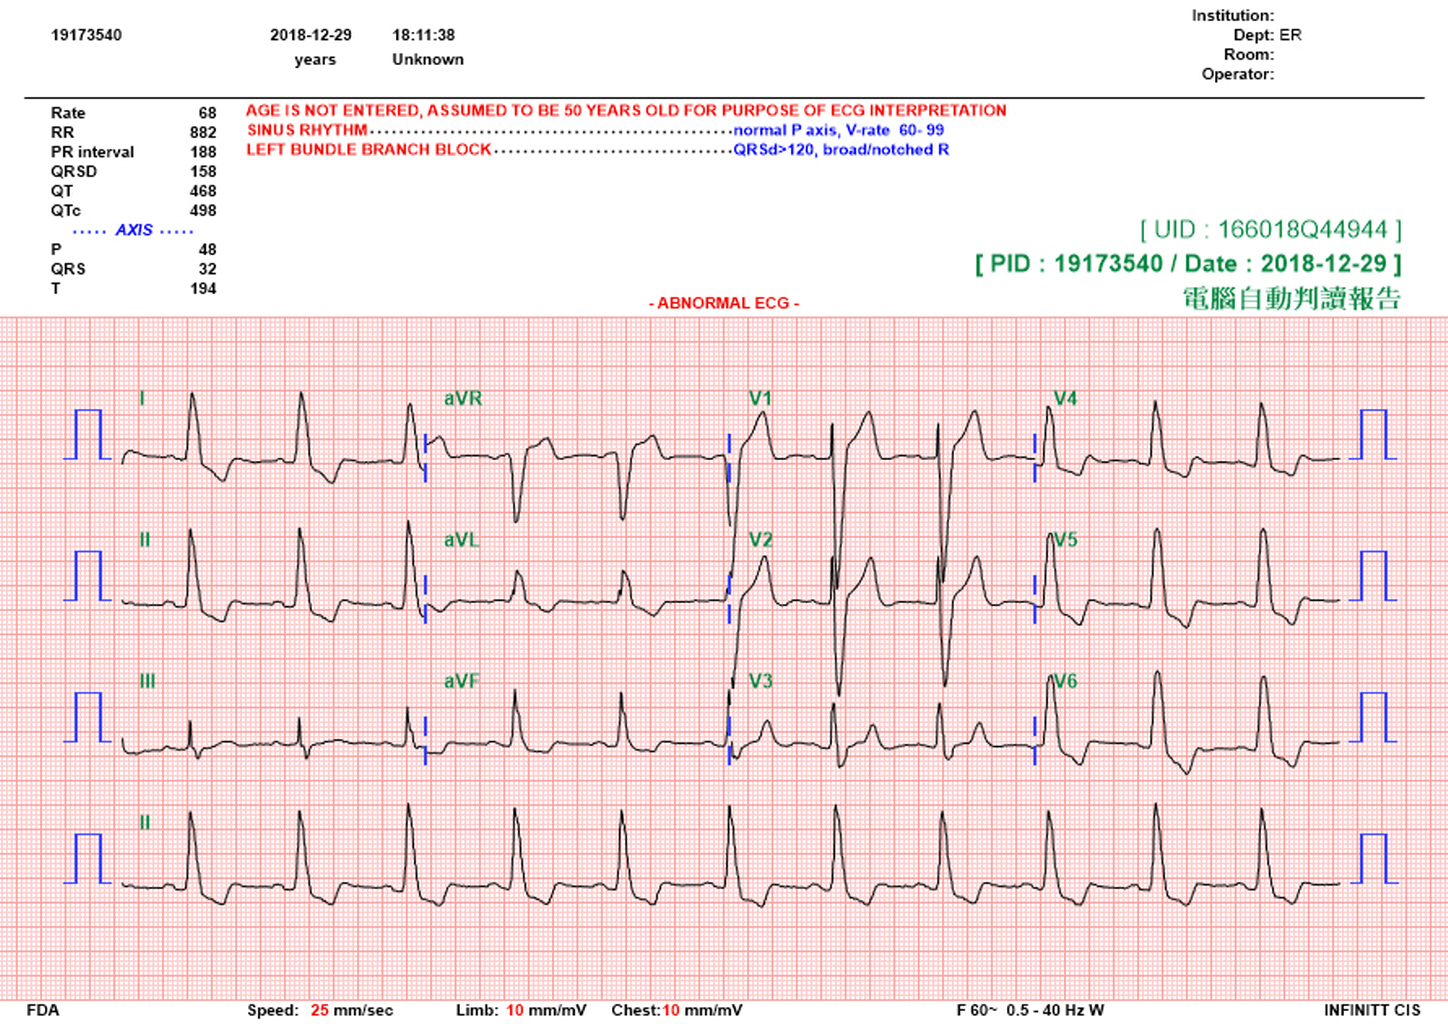 Institution:
19173540 2018-12-29 18:11:38 Dept: ER
years Unknown Room:
Operator:
Rate 68 AGE IS NOT ENTERED, ASSUMED TO BE 50 YEARS OLD FOR PURPOSE OF ECG INTERPRETATION
RR 882 SINUS RHYTHM..................................................normal P axis, V-rate 60- 99
PR interval 188 LEFT BUNDLE BRANCH BLOCK.................................QRSd>120, broad/notched R
QRSD 158
QT 468
QTc 498
..... AXIS .....
P 48
QRS 32
T 194
[ UID : 166018Q44944 ]
[ PID : 19173540 / Date : 2018-12-29 ]
電腦自動判讀報告
- ABNORMAL ECG -
I aVR V1 V4
II aVL V2 V5
III aVF V3 V6
II
FDA Speed: 25 mm/sec Limb: 10 mm/mV Chest:10 mm/mV F 60~ 0.5 - 40 Hz W INFINITT CIS